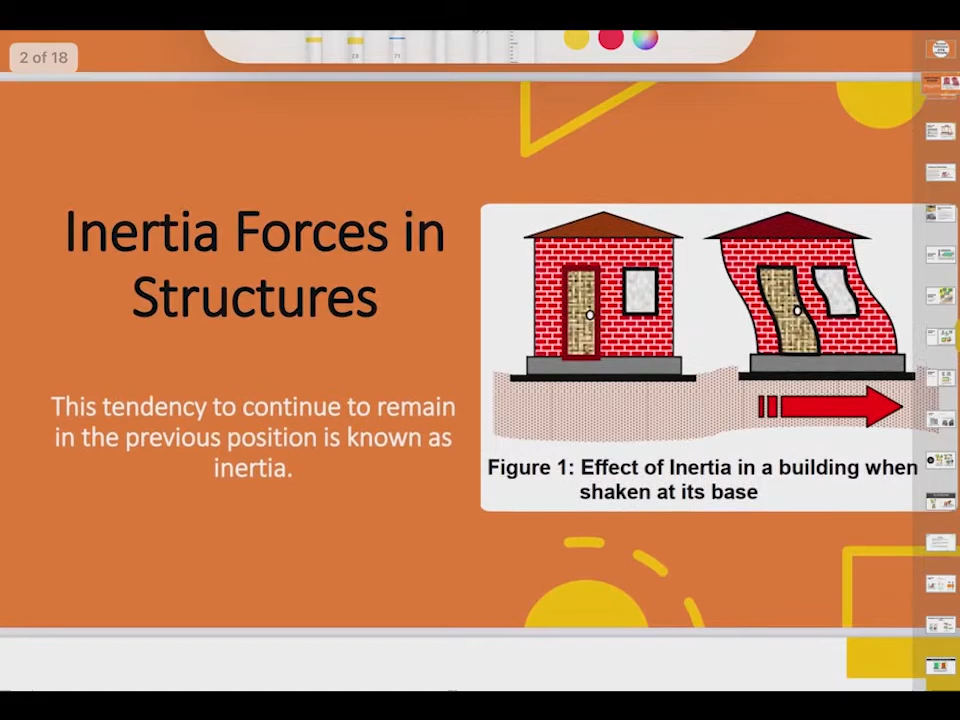 2 of 18
Inertia Forces in
Structures
This tendency to continue to remain
in the previous position is known as
inertia.
Figure 1: Effect of Inertia in a building when
shaken at its base